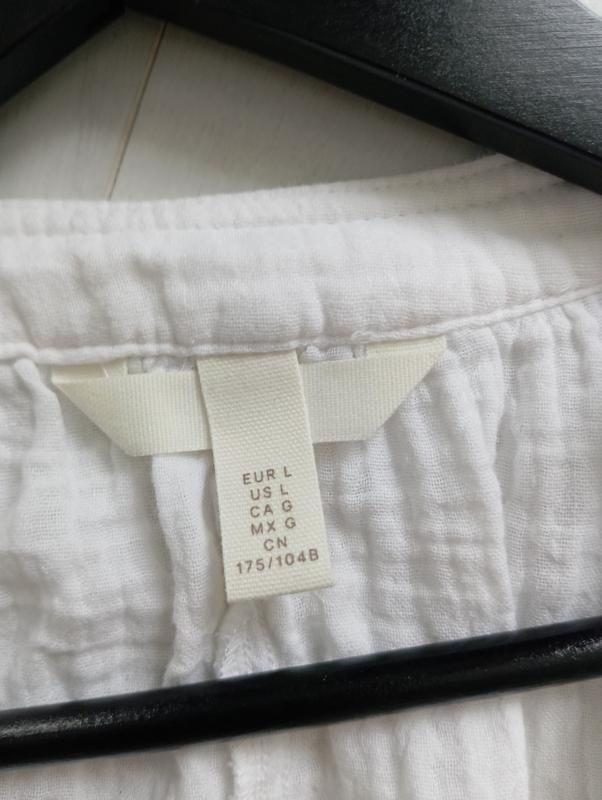 EUR L
US L
CA G
MX G
CN
175/104B